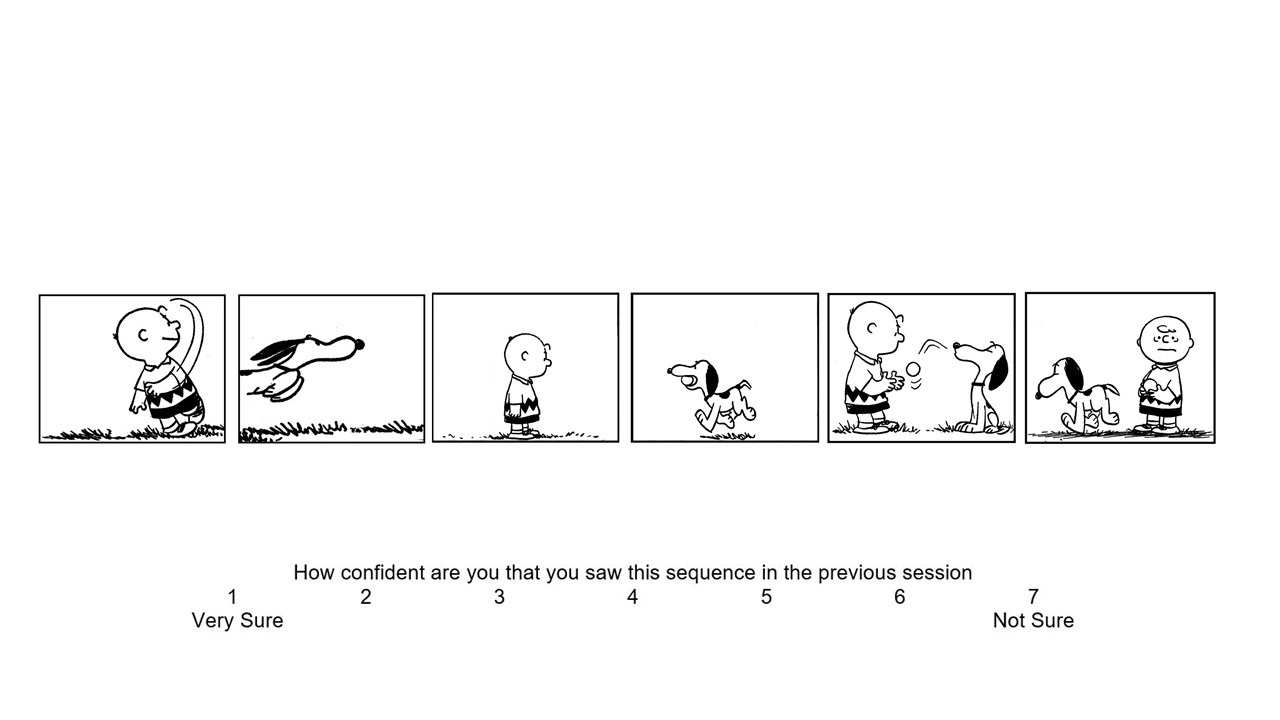 How confident are you that you saw this sequence in the previous session
1 2 3 4 5 6 7
Very Sure Not Sure